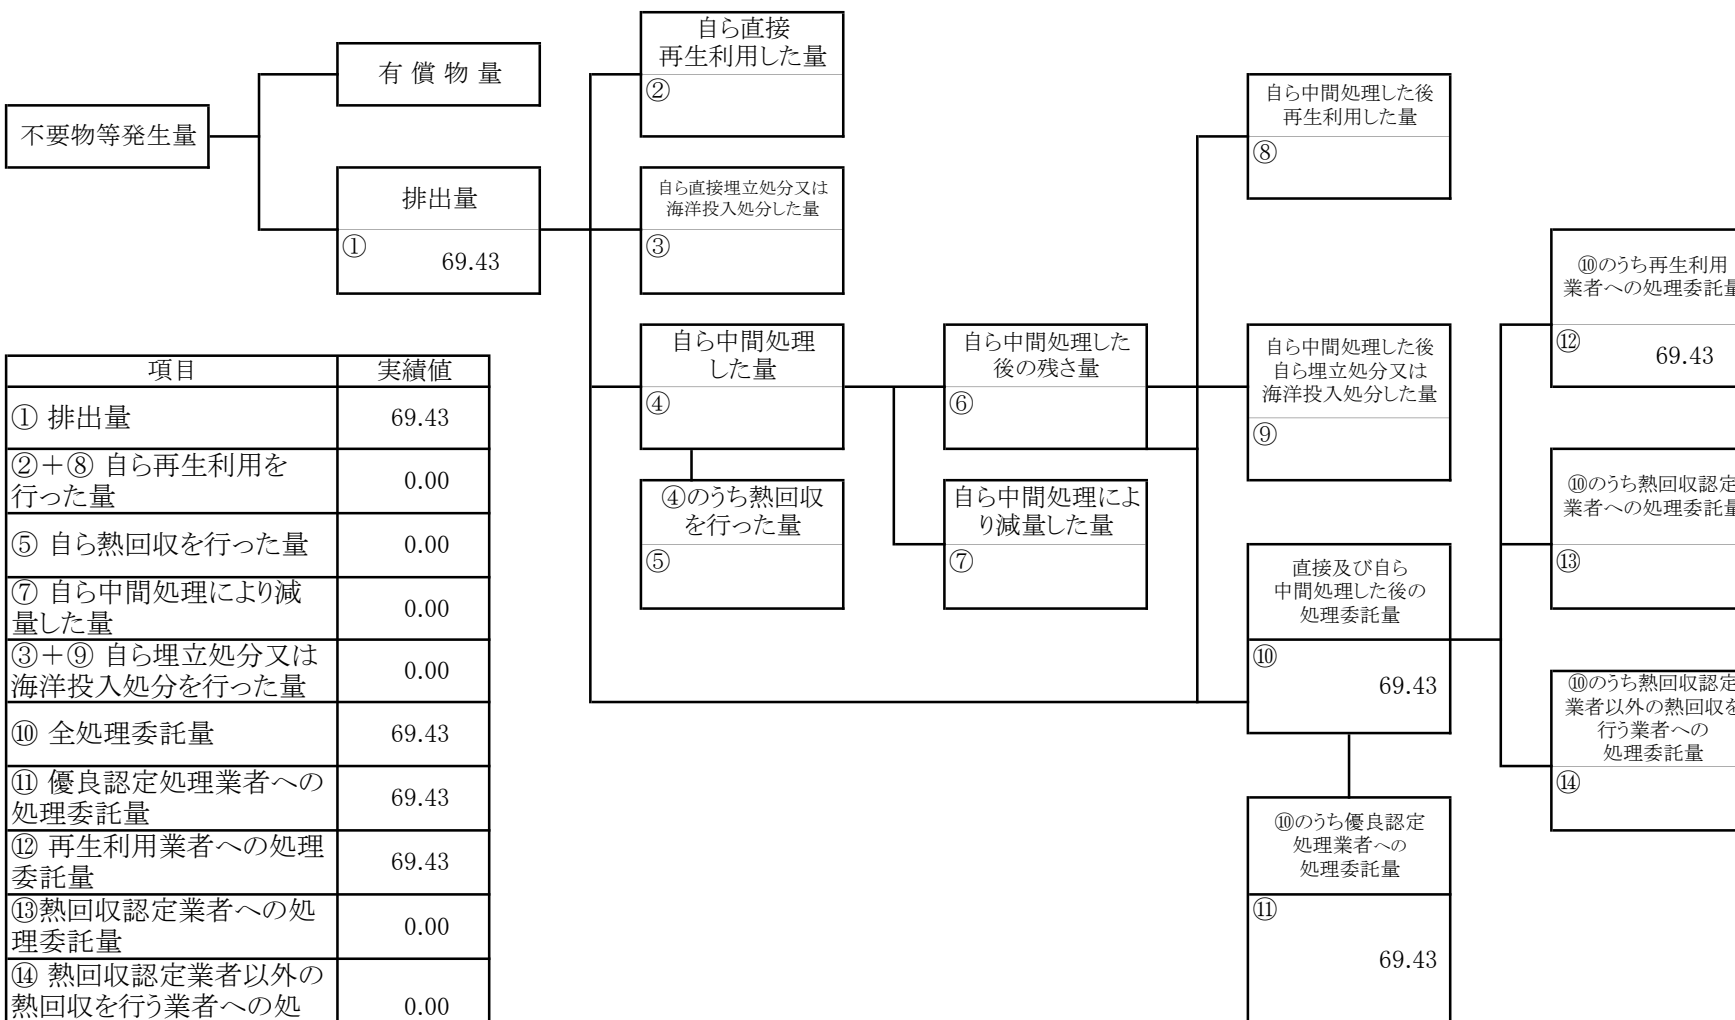 不要物等発生量
有償物量
排出量
①
69.43
自ら直接
再生利用した量
②
自ら直接埋立処分又は
海洋投入処分した量
③
自ら中間処理
した量
④
④のうち熱回収
を行った量
⑤
自ら中間処理した
後の残さ量
⑥
自ら中間処理によ
り減量した量
⑦
自ら中間処理した後
再生利用した量
⑧
自ら中間処理した後
自ら埋立処分又は
海洋投入処分した量
⑨
直接及び自ら
中間処理した後の
処理委託量
⑩
69.43
⑩のうち優良認定
処理業者への
処理委託量
⑪
69.43
⑩のうち再生利用
業者への処理委託量
⑫
69.43
⑩のうち熱回収認定
業者への処理委託量
⑬
⑩のうち熱回収認定
業者以外の熱回収を
行う業者への
処理委託量
⑭
項目 実績値
① 排出量 69.43
②+⑧ 自ら再生利用を
行った量 0.00
⑤ 自ら熱回収を行った量 0.00
⑦ 自ら中間処理により減
量した量 0.00
③+⑨ 自ら埋立処分又は
海洋投入処分を行った量 0.00
⑩ 全処理委託量 69.43
⑪ 優良認定処理業者への
処理委託量 69.43
⑫ 再生利用業者への処理
委託量 69.43
⑬熱回収認定業者への処
理委託量 0.00
⑭ 熱回収認定業者以外の
熱回収を行う業者への処 0.00